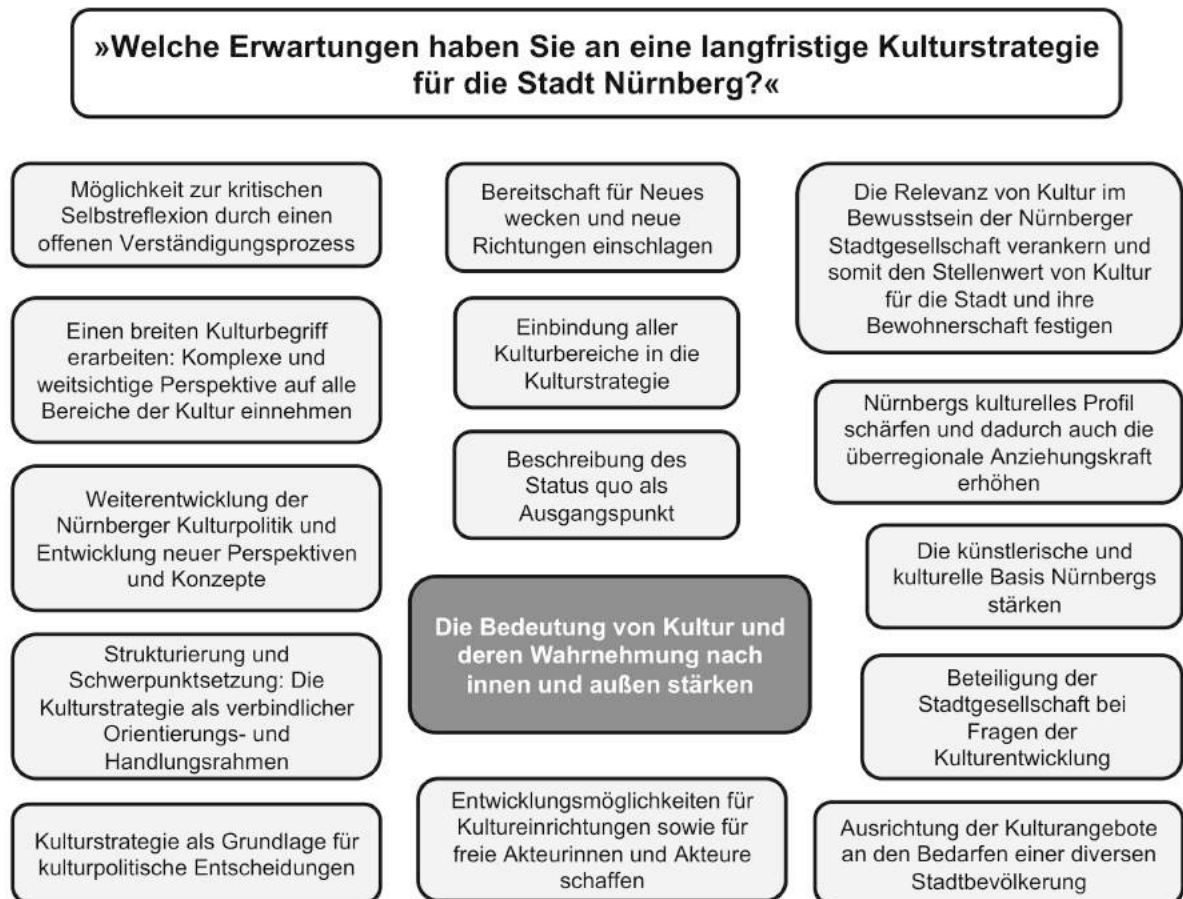 »Welche Erwartungen haben Sie an eine langfristige Kulturstrategie
für die Stadt Nürnberg?«
Möglichkeit zur kritischen
Selbstreflexion durch einen
offenen Verständigungsprozess
Einen breiten Kulturbegriff
erarbeiten: Komplexe und
weitsichtige Perspektive auf alle
Bereiche der Kultur einnehmen
Weiterentwicklung der
Nürnberger Kulturpolitik und
Entwicklung neuer Perspektiven
und Konzepte
Strukturierung und
Schwerpunktsetzung: Die
Kulturstrategie als verbindlicher
Orientierungs- und
Handlungsrahmen
Kulturstrategie als Grundlage für
kulturpolitische Entscheidungen
Bereitschaft für Neues
wecken und neue
Richtungen einschlagen
Einbindung aller
Kulturbereiche in die
Kulturstrategie
Beschreibung des
Status quo als
Ausgangspunkt
Die Bedeutung von Kultur und
deren Wahrnehmung nach
innen und außen stärken
Entwicklungsmöglichkeiten für
Kultureinrichtungen sowie für
freie Akteurinnen und Akteure
schaffen
Die Relevanz von Kultur im
Bewusstsein der Nürnberger
Stadtgesellschaft verankern und
somit den Stellenwert von Kultur
für die Stadt und ihre
Bewohnerschaft festigen
Nürnbergs kulturelles Profil
schärfen und dadurch auch die
überregionale Anziehungskraft
erhöhen
Die künstlerische und
kulturelle Basis Nürnbergs
stärken
Beteiligung der
Stadtgesellschaft bei
Fragen der
Kulturentwicklung
Ausrichtung der Kulturangebote
an den Bedarfen einer diversen
Stadtbevölkerung